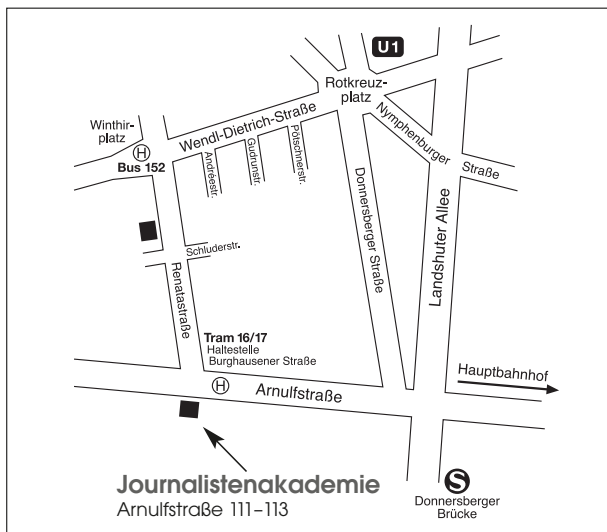 U1
Rotkreuz-
platz
Winthir-
platz
H
Bus 152
Wendl-Dietrich-Straße
Andréestr.
Gudrunstr.
Pötschnerstr.
Nymphenburger
Straße
Donnersberger Straße
Landshuter Allee
Schluderstr.
Renatastraße
Tram 16/17
Haltestelle
Burghausener Straße
H
Arnulfstraße
Hauptbahnhof
Journalistenakademie
Arnulfstraße 111–113
S
Donnersberger
Brücke